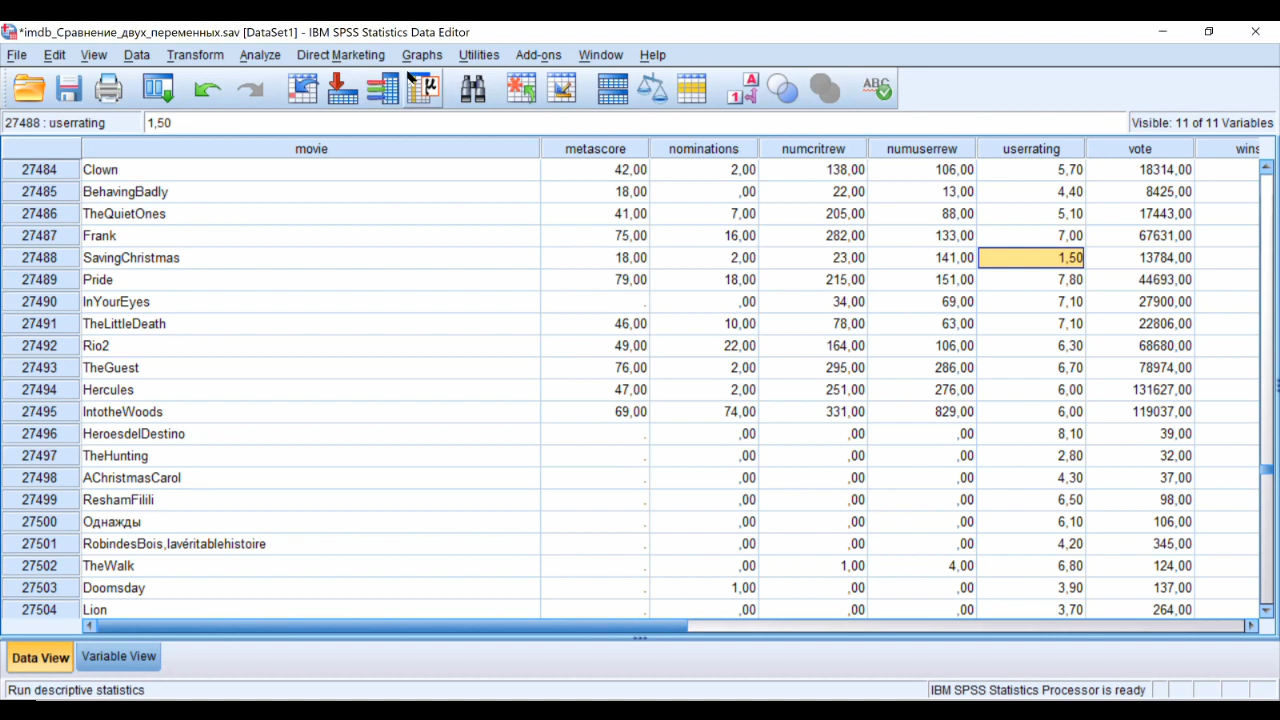 *imdb_Сравнение_двух_переменных.sav [DataSet1] - IBM SPSS Statistics Data Editor
File Edit View Data Transform Analyze Direct Marketing Graphs Utilities Add-ons Window Help
27488 : userrating 1,50 Visible: 11 of 11 Variables
movie metascore nominations numcritrew numuserrew userrating vote wins
27484 Clown 42,00 2,00 138,00 106,00 5,70 18314,00
27485 BehavingBadly 18,00 ,00 22,00 13,00 4,40 8425,00
27486 TheQuietOnes 41,00 7,00 205,00 88,00 5,10 17443,00
27487 Frank 75,00 16,00 282,00 133,00 7,00 67631,00
27488 SavingChristmas 18,00 2,00 23,00 141,00 1,50 13784,00
27489 Pride 79,00 18,00 215,00 151,00 7,80 44693,00
27490 InYourEyes . ,00 34,00 69,00 7,10 27900,00
27491 TheLittleDeath 46,00 10,00 78,00 63,00 7,10 22806,00
27492 Rio2 49,00 22,00 164,00 106,00 6,30 68680,00
27493 TheGuest 76,00 2,00 295,00 286,00 6,70 78974,00
27494 Hercules 47,00 2,00 251,00 276,00 6,00 131627,00
27495 IntotheWoods 69,00 74,00 331,00 829,00 6,00 119037,00
27496 HeroesdelDestino . ,00 ,00 ,00 8,10 39,00
27497 TheHunting . ,00 ,00 ,00 2,80 32,00
27498 AChristmasCarol . ,00 ,00 ,00 4,30 37,00
27499 ReshamFilili . ,00 ,00 ,00 6,50 98,00
27500 Однажды . ,00 ,00 ,00 6,10 106,00
27501 RobindesBois,lavéritablehistoire . ,00 ,00 ,00 4,20 345,00
27502 TheWalk . ,00 1,00 4,00 6,80 124,00
27503 Doomsday . 1,00 ,00 ,00 3,90 137,00
27504 Lion . ,00 ,00 ,00 3,70 264,00
Data View Variable View
Run descriptive statistics IBM SPSS Statistics Processor is ready